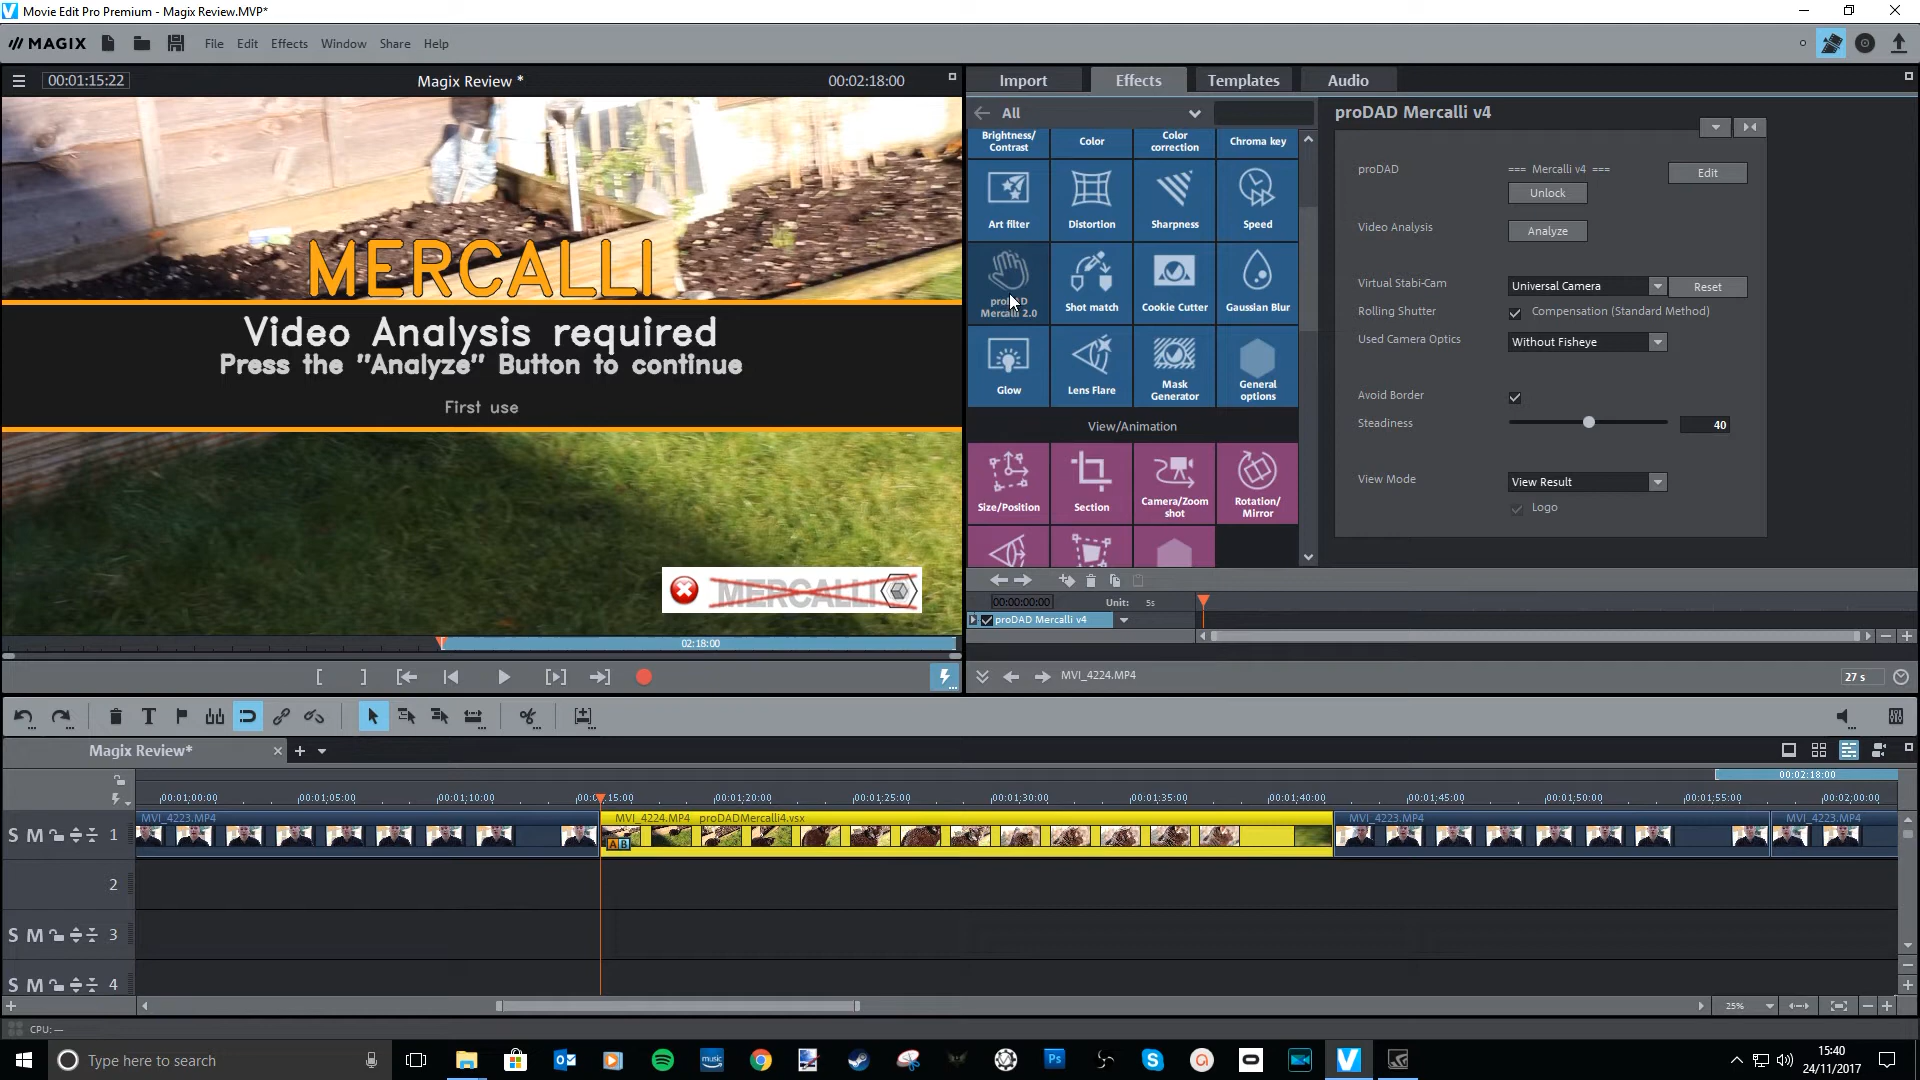 Movie Edit Pro Premium - Magix Review.MVP*
MAGIX File Edit Effects Window Share Help
00:01:15:22 Magix Review * 00:02:18:00
MERCALLI
Video Analysis required
Press the "Analyze" Button to continue
First use
MERCALLI
02:18:00
Import Effects Templates Audio
All
Brightness/ Contrast
Color
Color correction
Chroma key
Art filter
Distortion
Sharpness
Speed
Mercalli 2.0
Shot match
Cookie Cutter
Gaussian Blur
Glow
Lens Flare
Mask Generator
General options
View/Animation
Size/Position
Section
Camera/Zoom shot
Rotation/ Mirror
proDAD Mercalli v4
proDAD === Mercalli v4 === Edit
Unlock
Video Analysis Analyze
Virtual Stabi-Cam Universal Camera Reset
Rolling Shutter Compensation (Standard Method)
Used Camera Optics Without Fisheye
Avoid Border
Steadiness 40
View Mode View Result
Logo
00:00:00:00 Unit: 5s
proDAD Mercalli v4
MVI_4224.MP4 27 s
Magix Review*
00:02:18:00
00:01:00:00 00:01:05:00 00:01:10:00 00:01:20:00 00:01:25:00 00:01:30:00 00:01:35:00 00:01:40:00 00:01:45:00 00:01:50:00 00:01:55:00 00:02:00:00
MVI_4223.MP4 MVI_4224.MP4 proDADMercalli4.vsx MVI_4223.MP4 MVI_4223.MP4
A B
S M 1
2
S M 3
S M 4
25%
CPU: —
Type here to search
15:40
24/11/2017